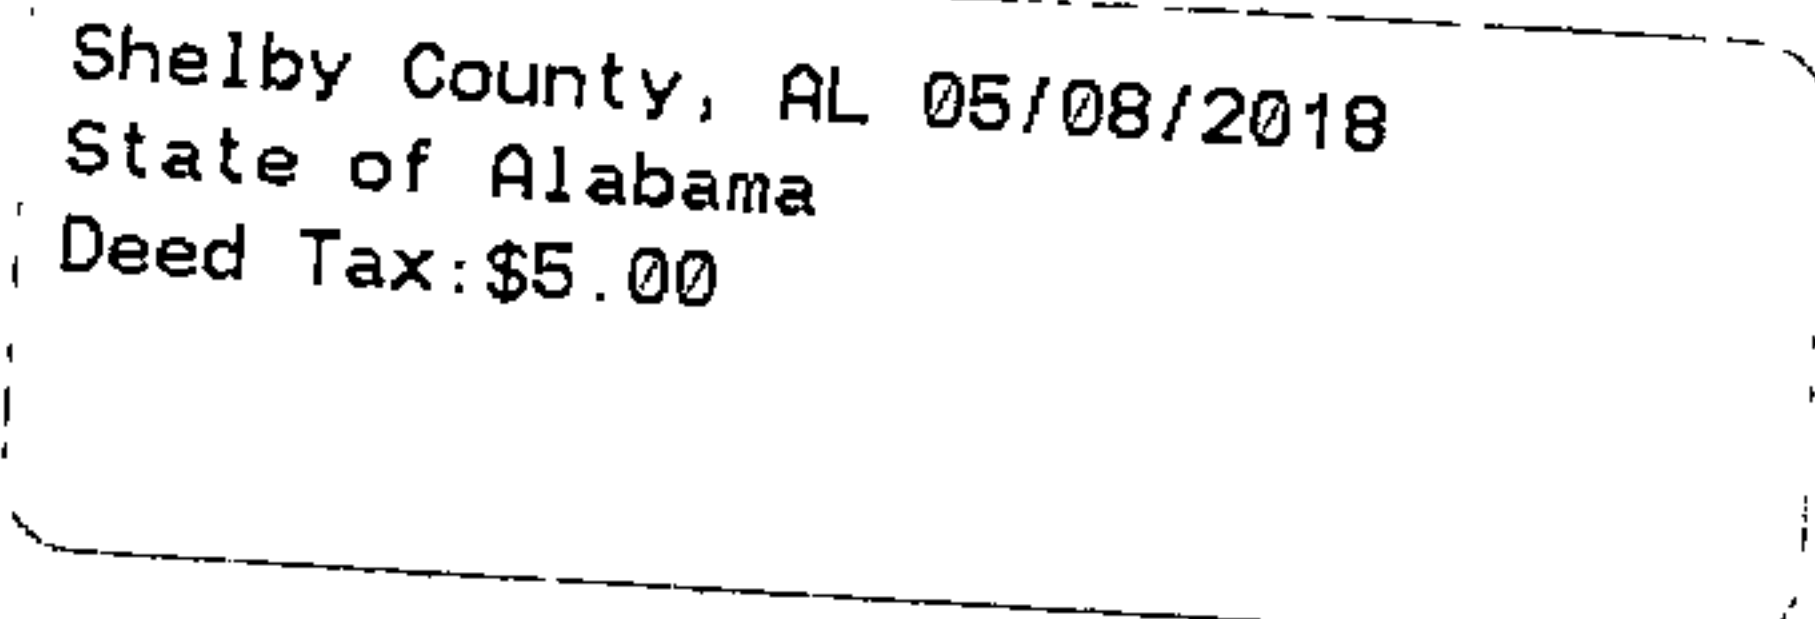 Shelby County, AL 05/08/2018
State of Alabama
Deed Tax:$5.00